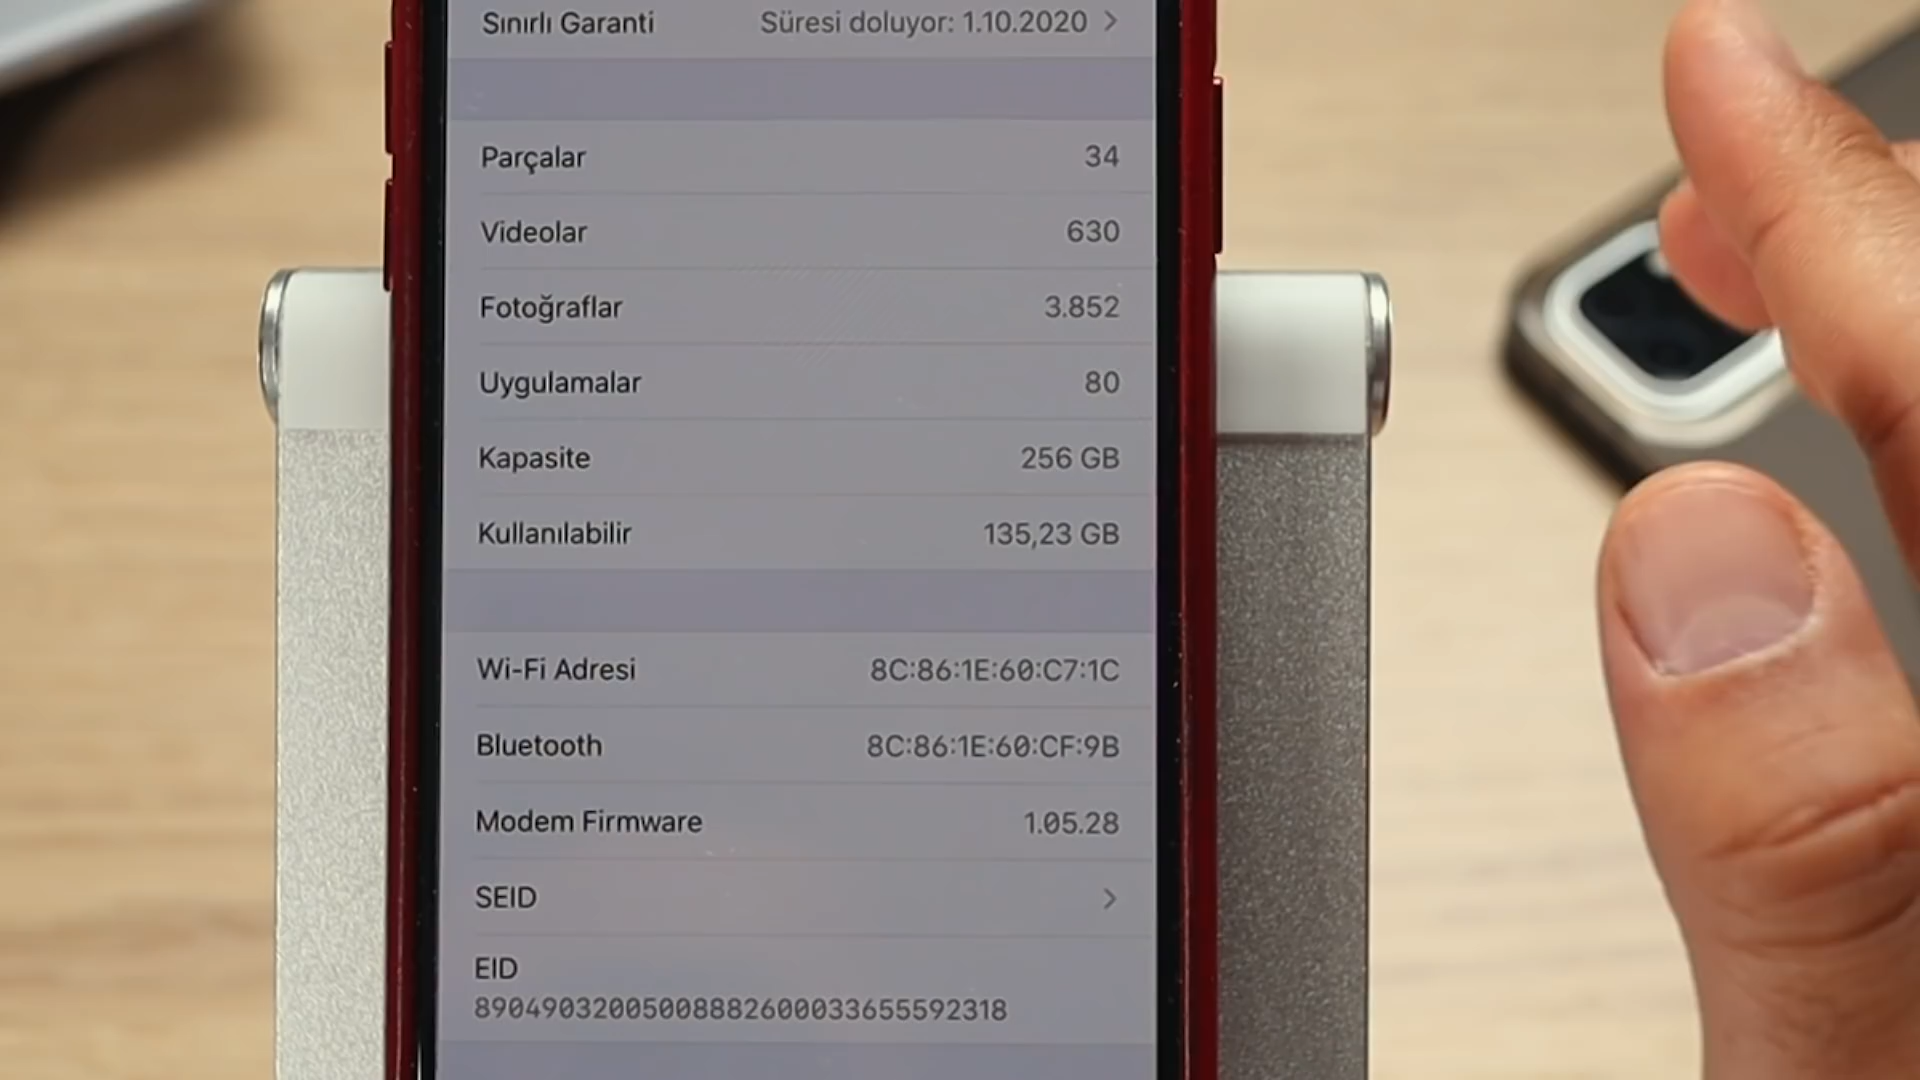 Sınırlı Garanti Süresi doluyor: 1.10.2020
Parçalar 34
Videolar 630
Fotoğraflar 3.852
Uygulamalar 80
Kapasite 256 GB
Kullanılabilir 135,23 GB
Wi-Fi Adresi 8C:86:1E:60:C7:1C
Bluetooth 8C:86:1E:60:CF:9B
Modem Firmware 1.05.28
SEID
EID
89049032005008882600033655592318